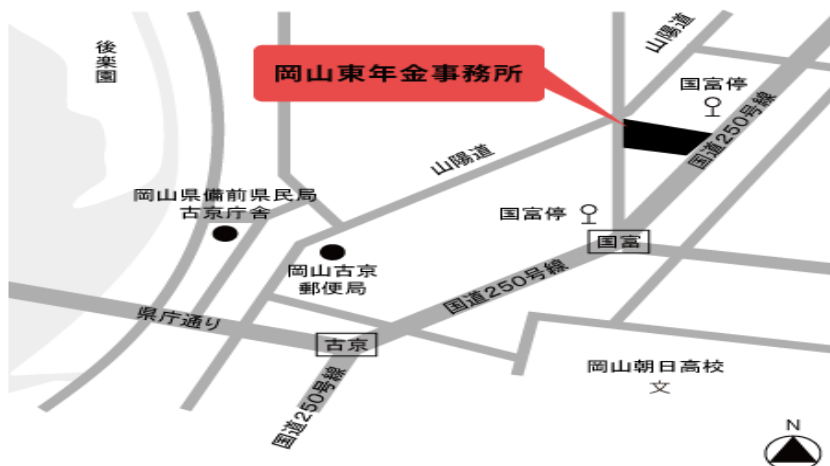 後楽園
岡山東年金事務所
山陽道
国富停
国道250号線
山陽道
岡山県備前県民局
古京庁舎
国富停
国富
岡山古京
郵便局
国道250号線
県庁通り
古京
岡山朝日高校
文
国道250号線
N